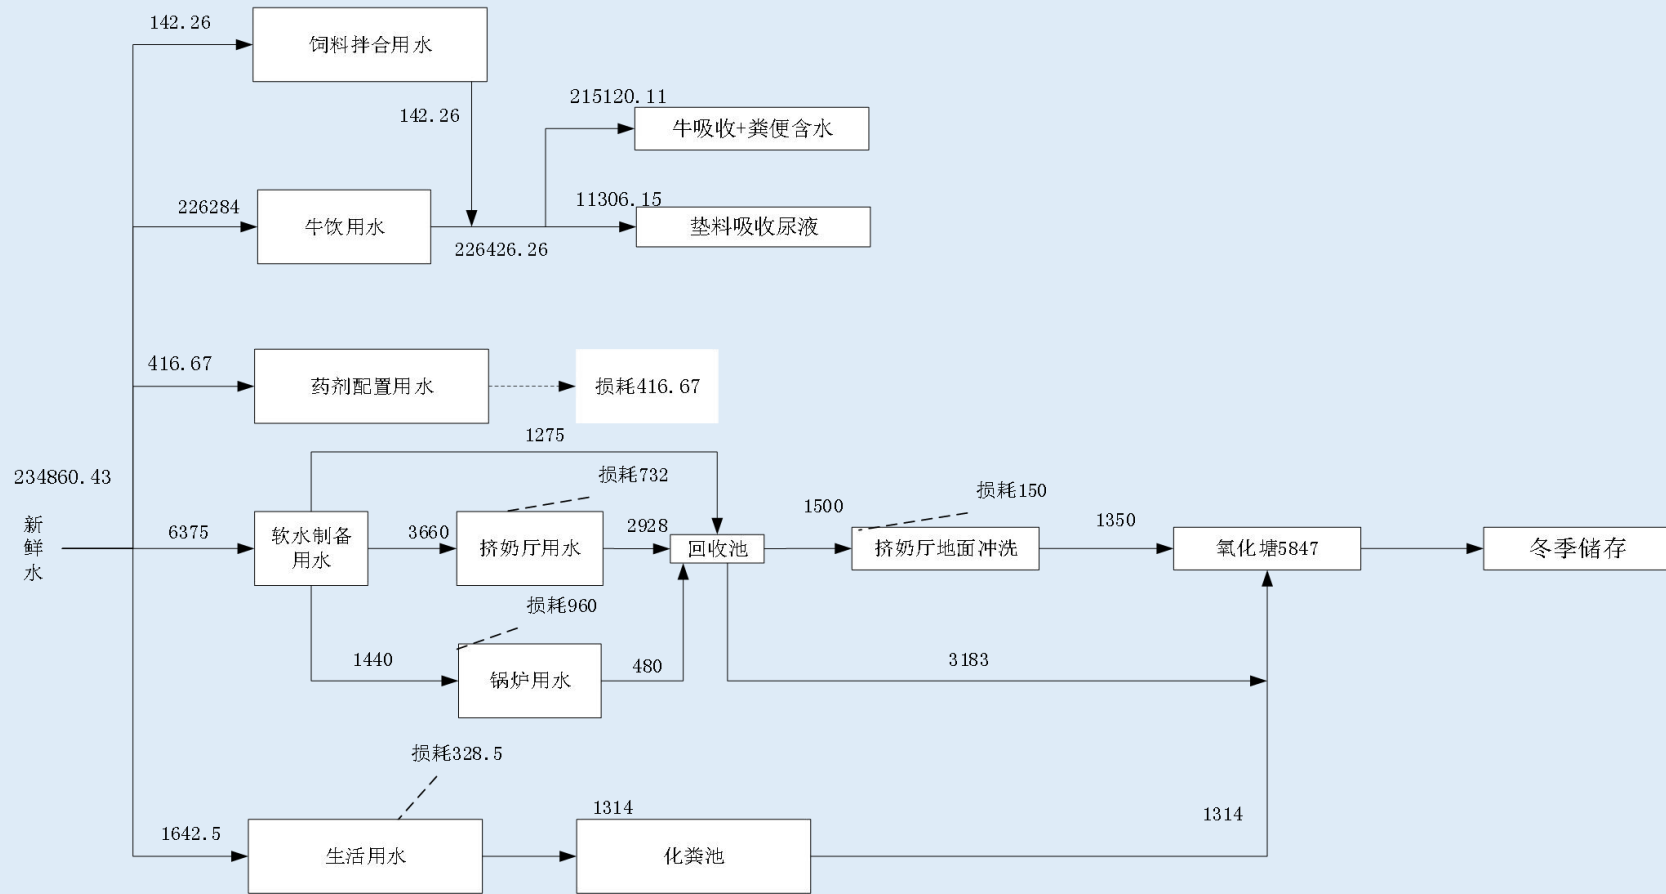 142.26
饲料拌合用水
142.26
215120.11
牛吸收+粪便含水
226284
牛饮用水
226426.26
11306.15
垫料吸收尿液
416.67
药剂配置用水
损耗416.67
234860.43
新
鲜
水
1275
损耗732
6375
软水制备
用水
3660
挤奶厅用水
2928
回收池
1500
损耗150
挤奶厅地面冲洗
1350
氧化塘5847
冬季储存
损耗960
1440
锅炉用水
480
3183
损耗328.5
1642.5
生活用水
1314
化粪池
1314